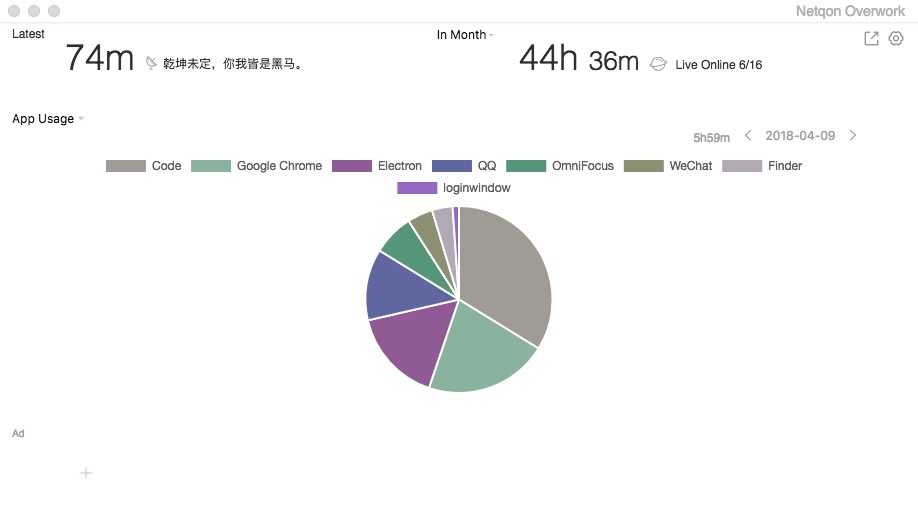 Netqon Overwork
Latest
74m 乾坤未定，你我皆是黑马。
In Month
44h 36m Live Online 6/16
App Usage
5h59m 2018-04-09
Code Google Chrome Electron QQ OmniFocus WeChat Finder
loginwindow
Ad